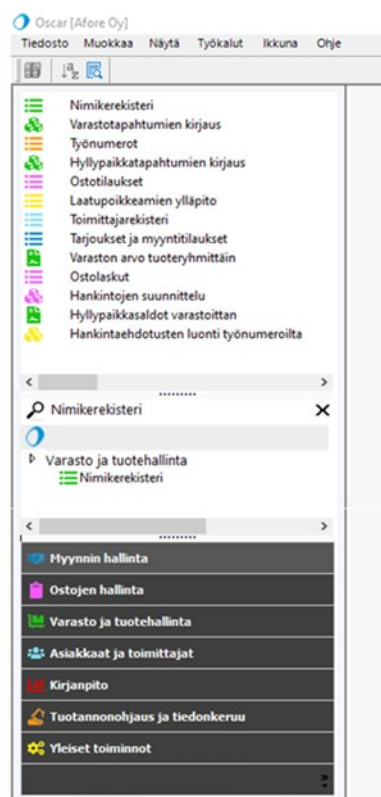 Oscar [Afore Oy]
Tiedosto Muokkaa Näytä Työkalut Ikkuna Ohje
Nimikerekisteri
Varastotapahtumien kirjaus
Työnumerot
Hyllypaikkatapahtumien kirjaus
Ostotilaukset
Laatupoikkeamien ylläpito
Toimittajarekisteri
Tarjoukset ja myyntitilaukset
Varaston arvo tuoteryhmittäin
Ostolaskut
Hankintojen suunnittelu
Hyllypaikkasaldot varastoittan
Hankintaehdotusten luonti työnumeroilta
Nimikerekisteri
Varasto ja tuotehallinta
Nimikerekisteri
Myynnin hallinta
Ostojen hallinta
Varasto ja tuotehallinta
Asiakkaat ja toimittajat
Kirjanpito
Tuotannonohjaus ja tiedonkeruu
Yleiset toiminnot